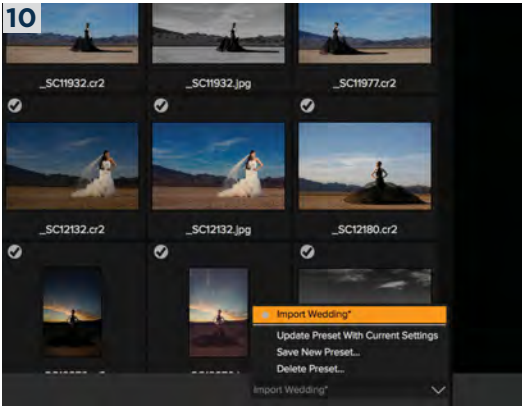 10
_SC11932.cr2
_SC11932.jpg
_SC11977.cr2
_SC12132.cr2
_SC12132.jpg
_SC12180.cr2
Import Wedding*
Update Preset With Current Settings
Save New Preset...
Delete Preset...
Import Wedding*